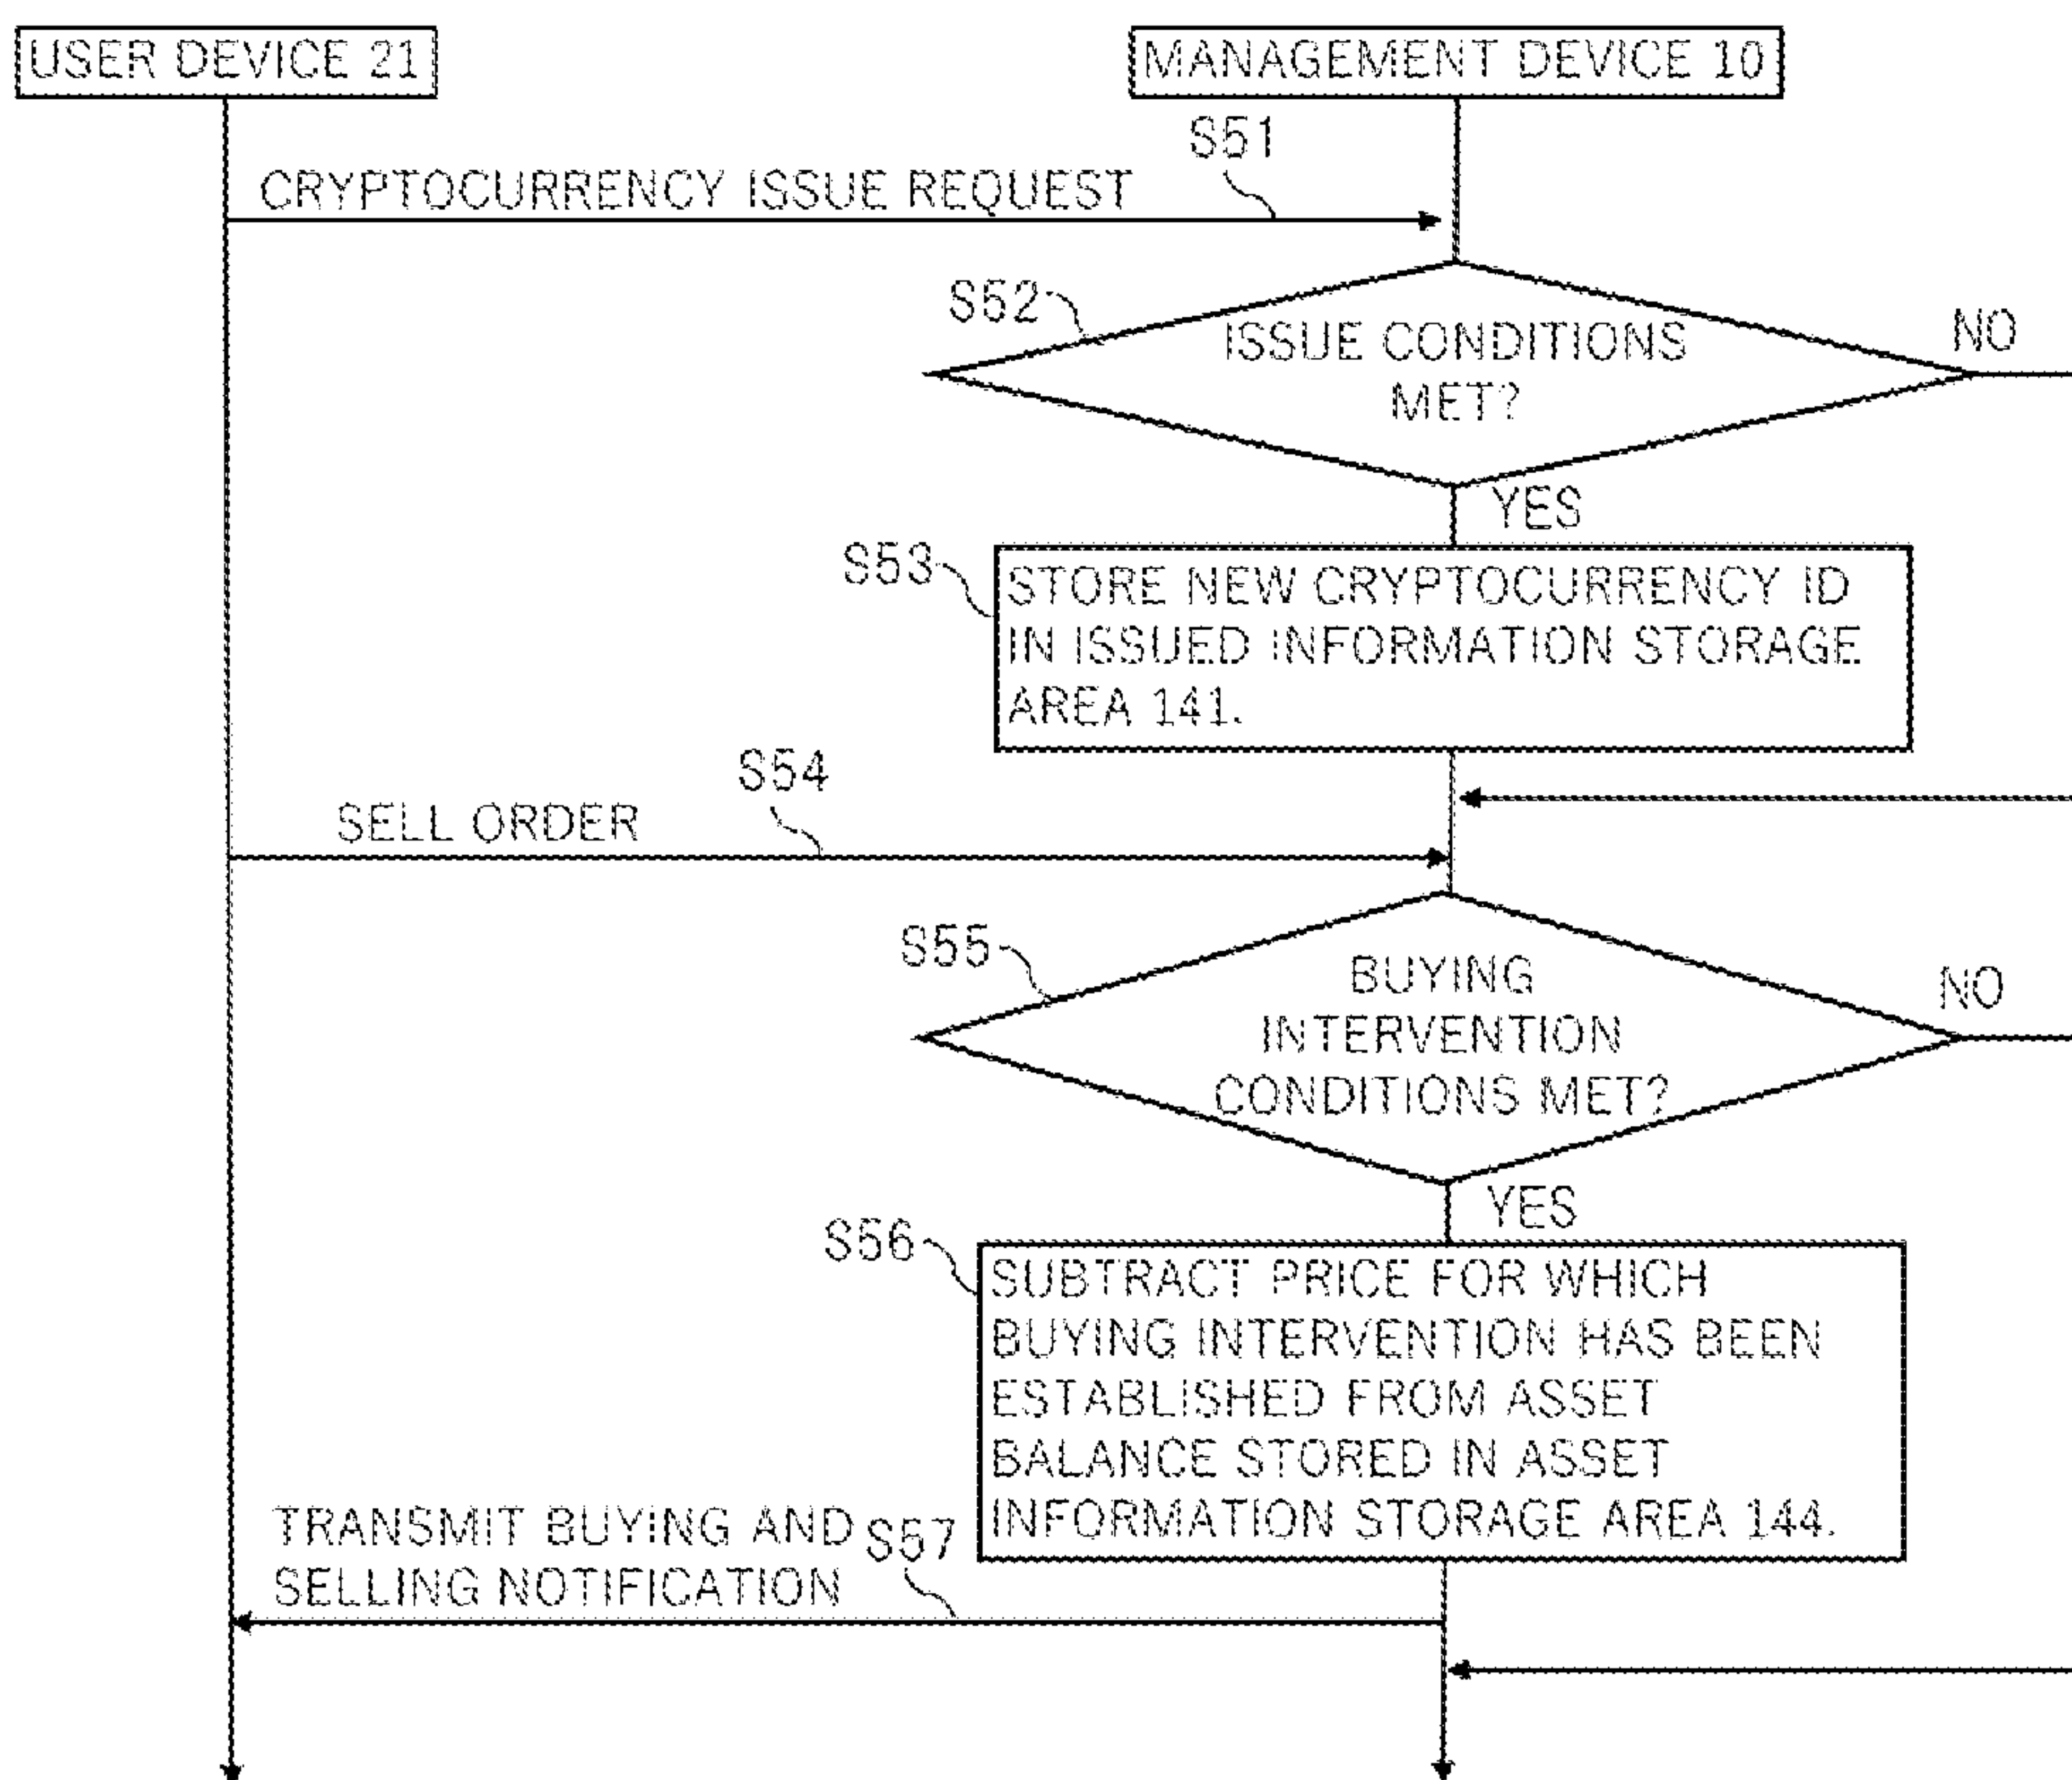 USER DEVICE 21
MANAGEMENT DEVICE 10
S51
CRYPTOCURRENCY ISSUE REQUEST
S52
ISSUE CONDITIONS
MET?
NO
YES
S53
STORE NEW CRYPTOCURRENCY ID
IN ISSUED INFORMATION STORAGE
AREA 141.
S54
SELL ORDER
S55
BUYING
INTERVENTION
CONDITIONS MET?
NO
YES
S56
SUBTRACT PRICE FOR WHICH
BUYING INTERVENTION HAS BEEN
ESTABLISHED FROM ASSET
BALANCE STORED IN ASSET
INFORMATION STORAGE AREA 144.
TRANSMIT BUYING AND
SELLING NOTIFICATION
S57